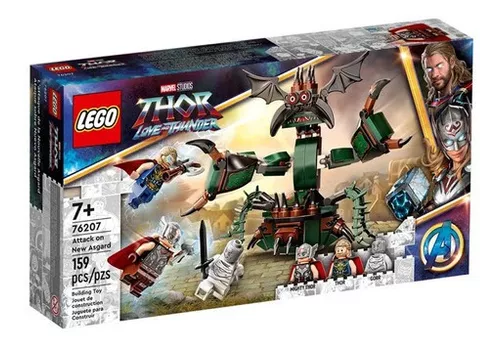 LEGO
MARVEL STUDIOS
THOR
LOVE AND THUNDER
7+
76207
Attack on
New Asgard
159
pcs/pzs
Building Toy
Jouet de
construction
Juguete para
Construir
MIGHTY THOR
THOR
GORR
A